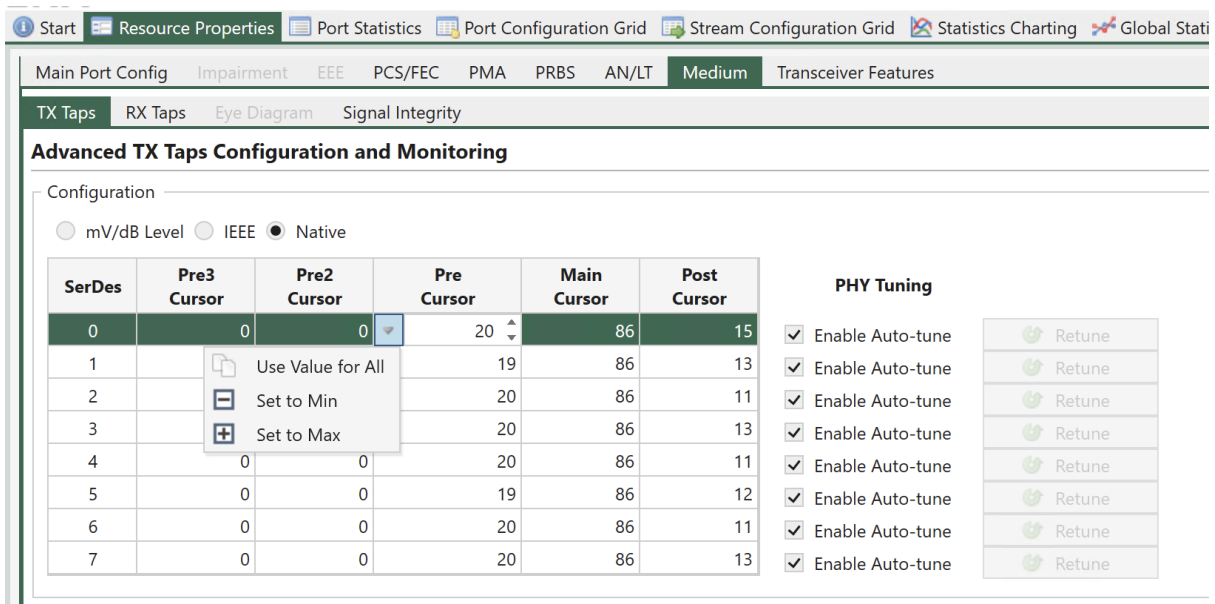 Start Resource Properties Port Statistics Port Configuration Grid Stream Configuration Grid Statistics Charting Global
Main Port Config Impairment EEE PCS/FEC PMA PRBS AN/LT Medium Transceiver Features
TX Taps RX Taps Eye Diagram Signal Integrity
Advanced TX Taps Configuration and Monitoring
Configuration
mV/dB Level IEEE Native
SerDes Pre3 Cursor Pre2 Cursor Pre Cursor Main Cursor Post Cursor PHY Tuning
0 0 0 20 86 15 Enable Auto-tune Retune
1 19 86 13 Enable Auto-tune Retune
2 20 86 11 Enable Auto-tune Retune
3 20 86 13 Enable Auto-tune Retune
4 0 0 20 86 11 Enable Auto-tune Retune
5 0 0 19 86 12 Enable Auto-tune Retune
6 0 0 20 86 11 Enable Auto-tune Retune
7 0 0 20 86 13 Enable Auto-tune Retune
Use Value for All
Set to Min
Set to Max